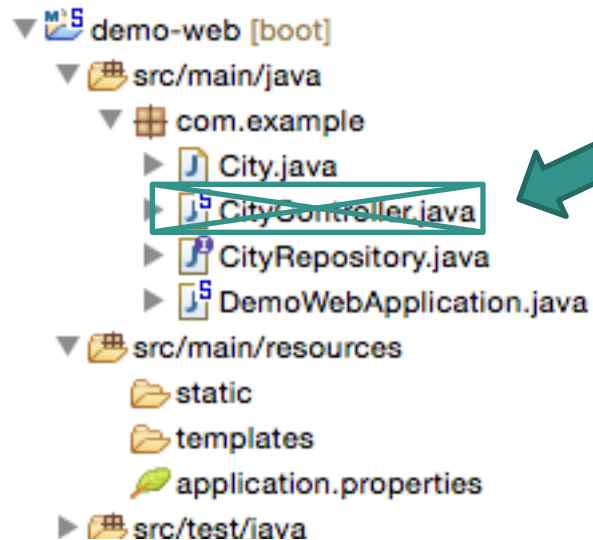 demo-web [boot]
src/main/java
com.example
City.java
CityController.java
CityRepository.java
DemoWebApplication.java
src/main/resources
static
templates
application.properties
src/test/java